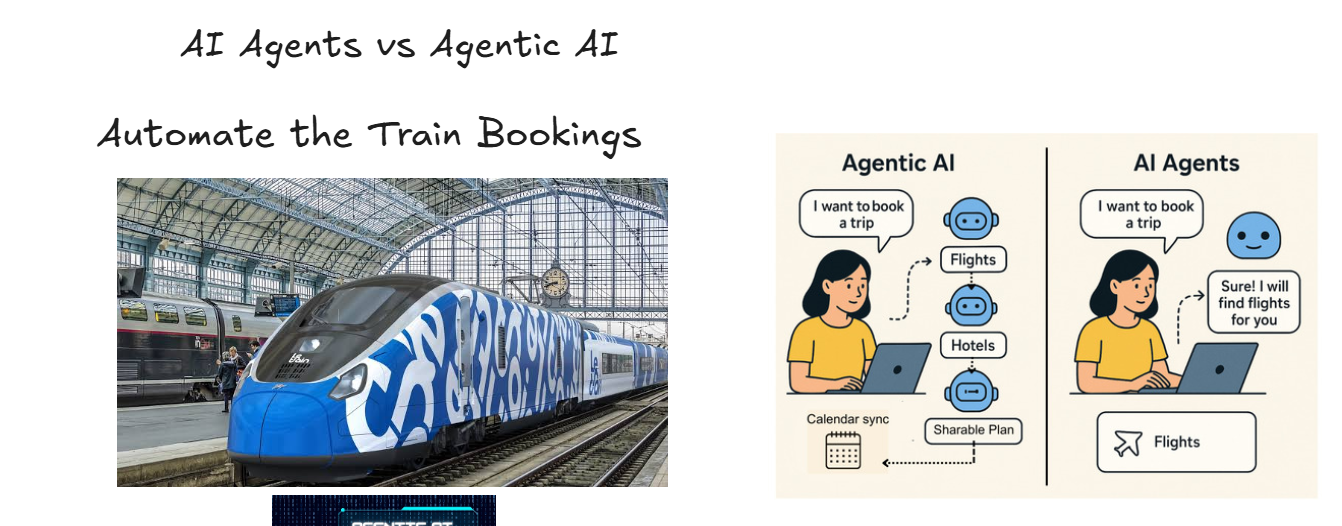 AI Agents vs Agentic AI
Automate the Train Bookings
Agentic AI
I want to book
a trip
Flights
Hotels
Sharable Plan
Calendar sync
AI Agents
I want to book
a trip
Sure! I will
find flights
for you
Flights